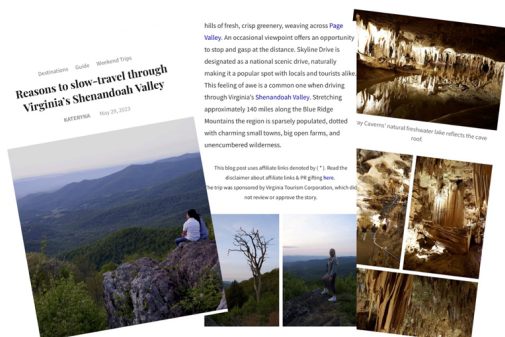 Destinations Guide Weekend Trips
Reasons to slow-travel through
Virginia's Shenandoah Valley
KATERYNA May 20, 2023
hills of fresh, crisp greenery, weaving across Page
Valley. An occasional viewpoint offers an opportunity
to stop and gasp at the distance. Skyline Drive is
designated as a national scenic drive, naturally
making it a popular spot with locals and tourists alike.
This feeling of awe is a common one when driving
through Virginia's Shenandoah Valley. Stretching
approximately 140 miles along the Blue Ridge
Mountains the region is sparsely populated, dotted
with charming small towns, big open farms, and
unencumbered wilderness.
This blog post uses affiliate links denoted by ( * ). Read the
disclaimer about affiliate links & PR gifting here.
The trip was sponsored by Virginia Tourism Corporation, which did
not review or approve the story.
ay Caverns' natural freshwater lake reflects the cave
roof.